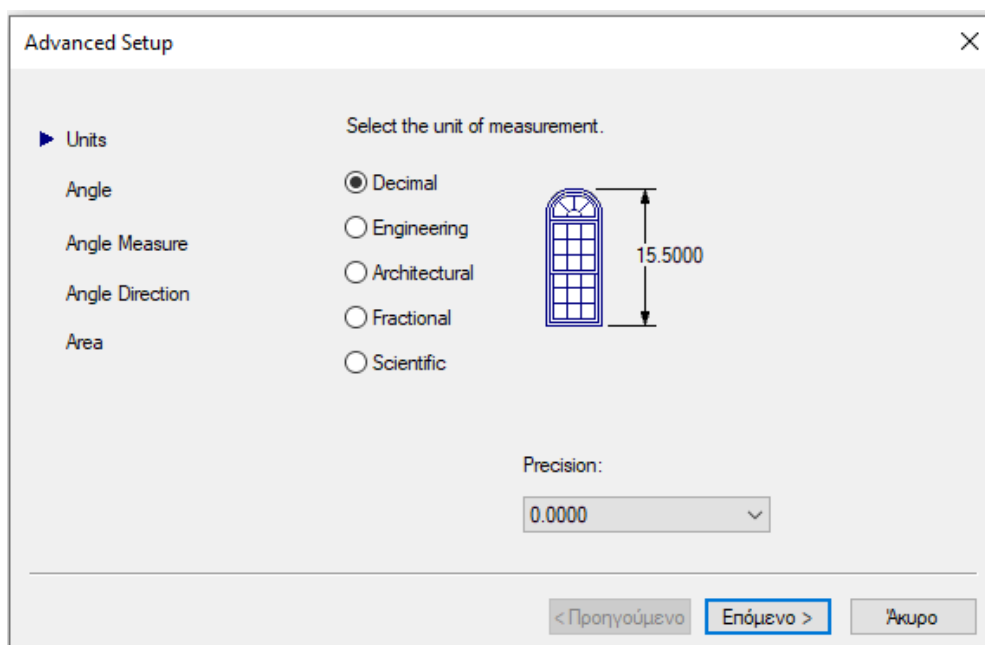 Advanced Setup
Units
Angle
Angle Measure
Angle Direction
Area
Select the unit of measurement.
Decimal
Engineering
Architectural
Fractional
Scientific
15.5000
Precision:
0.0000
< Προηγούμενο
Επόμενο >
Άκυρο